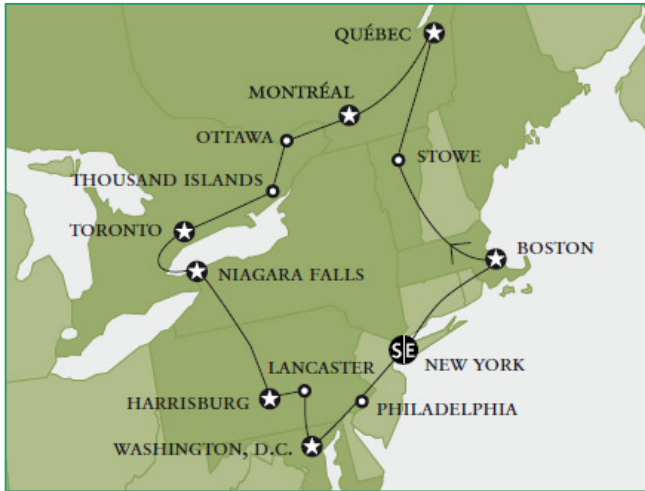 QUÉBEC
MONTRÉAL
OTTAWA
STOWE
THOUSAND ISLANDS
TORONTO
BOSTON
NIAGARA FALLS
S E
NEW YORK
LANCASTER
HARRISBURG
PHILADELPHIA
WASHINGTON, D.C.